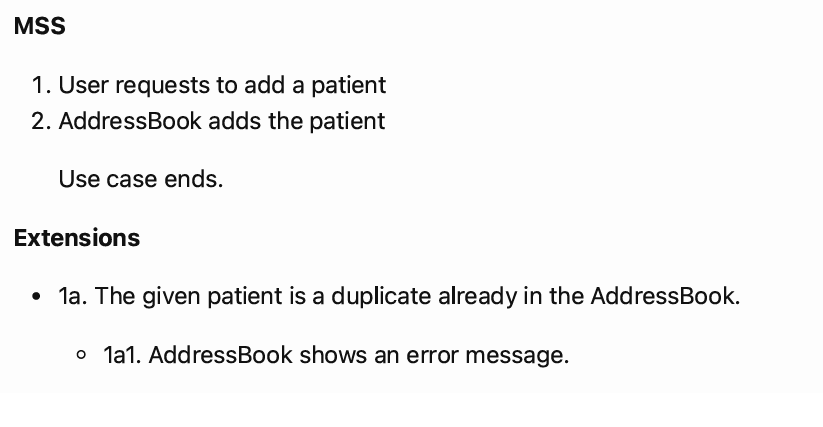 MSS
1. User requests to add a patient
2. AddressBook adds the patient
Use case ends.
Extensions
• 1a. The given patient is a duplicate already in the AddressBook.
◦ 1a1. AddressBook shows an error message.